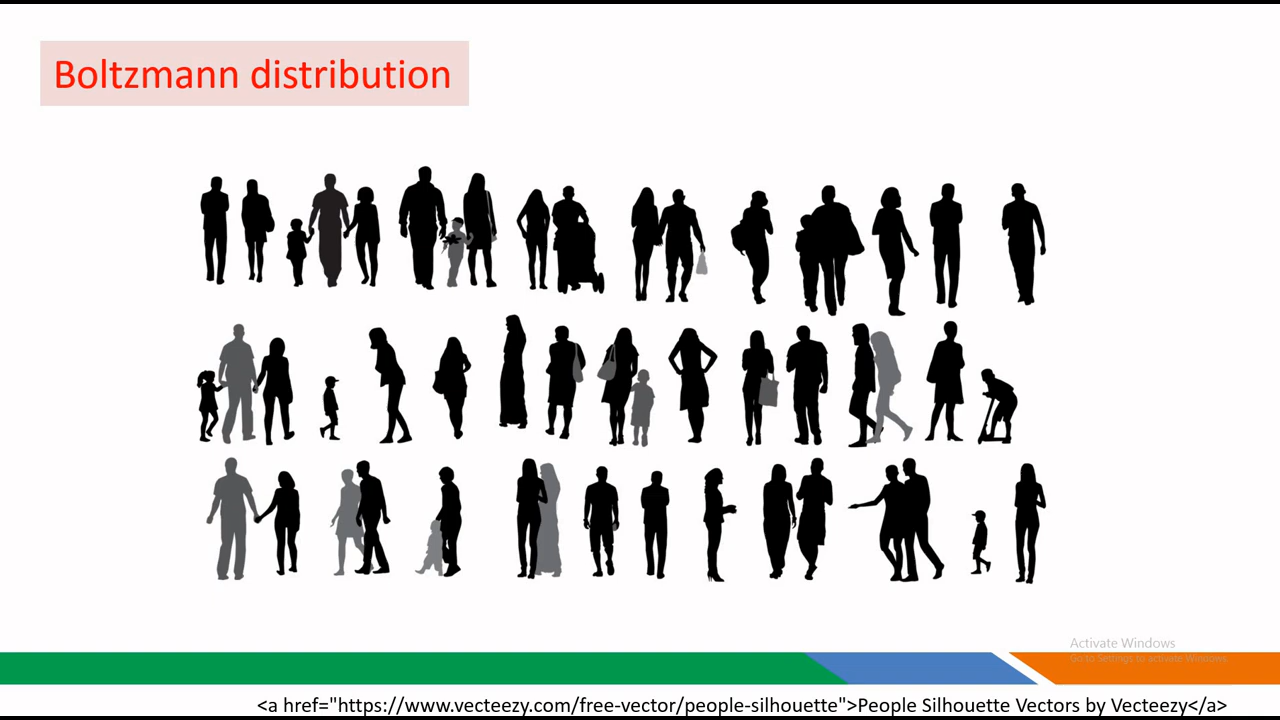 Boltzmann distribution
Activate Windows
Go to Settings to activate Windows.
<a href="https://www.vecteezy.com/free-vector/people-silhouette">People Silhouette Vectors by Vecteezy</a>